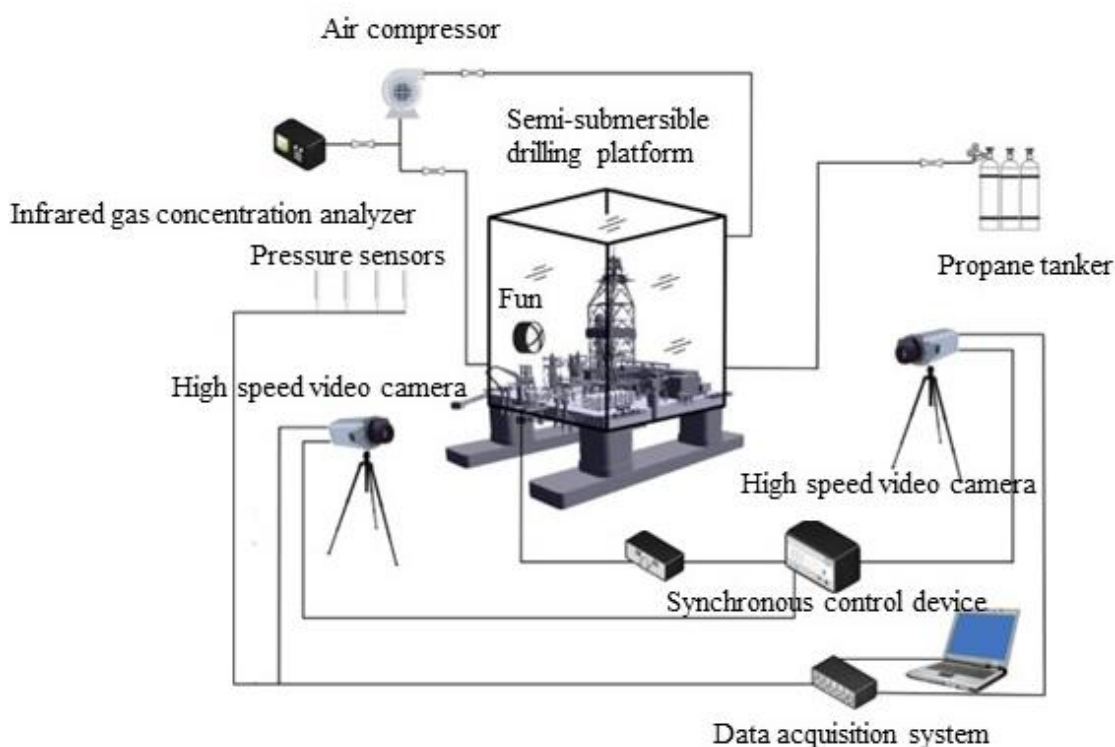 Air compressor
Semi-submersible
drilling platform
Infrared gas concentration analyzer
Pressure sensors
Propane tanker
Fun
High speed video camera
High speed video camera
Synchronous control device
Data acquisition system